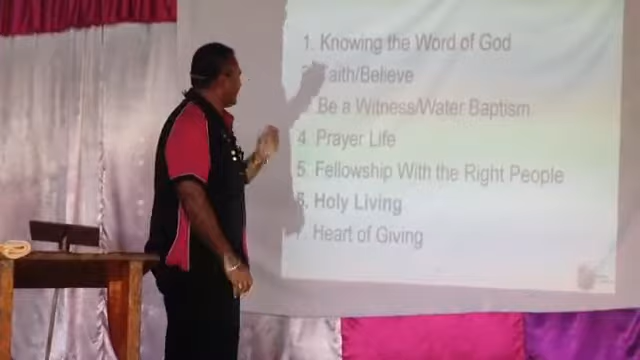 1. Knowing the Word of God
Faith/Believe
Be a Witness/Water Baptism
4. Prayer Life
5. Fellowship With the Right People
6. Holy Living
Heart of Giving